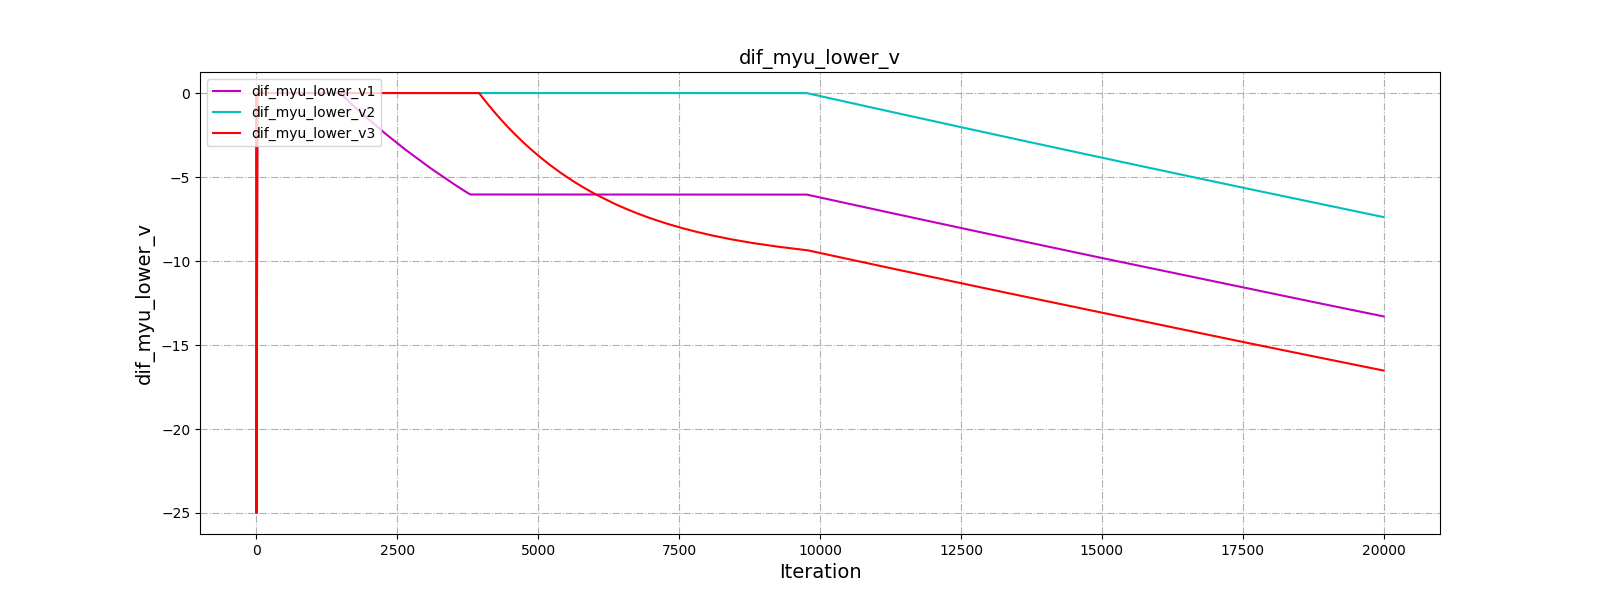 dif_myu_lower_v
dif_myu_lower_v1
dif_myu_lower_v2
dif_myu_lower_v3
dif_myu_lower_v
0
−5
−10
−15
−20
−25
0 2500 5000 7500 10000 12500 15000 17500 20000
Iteration